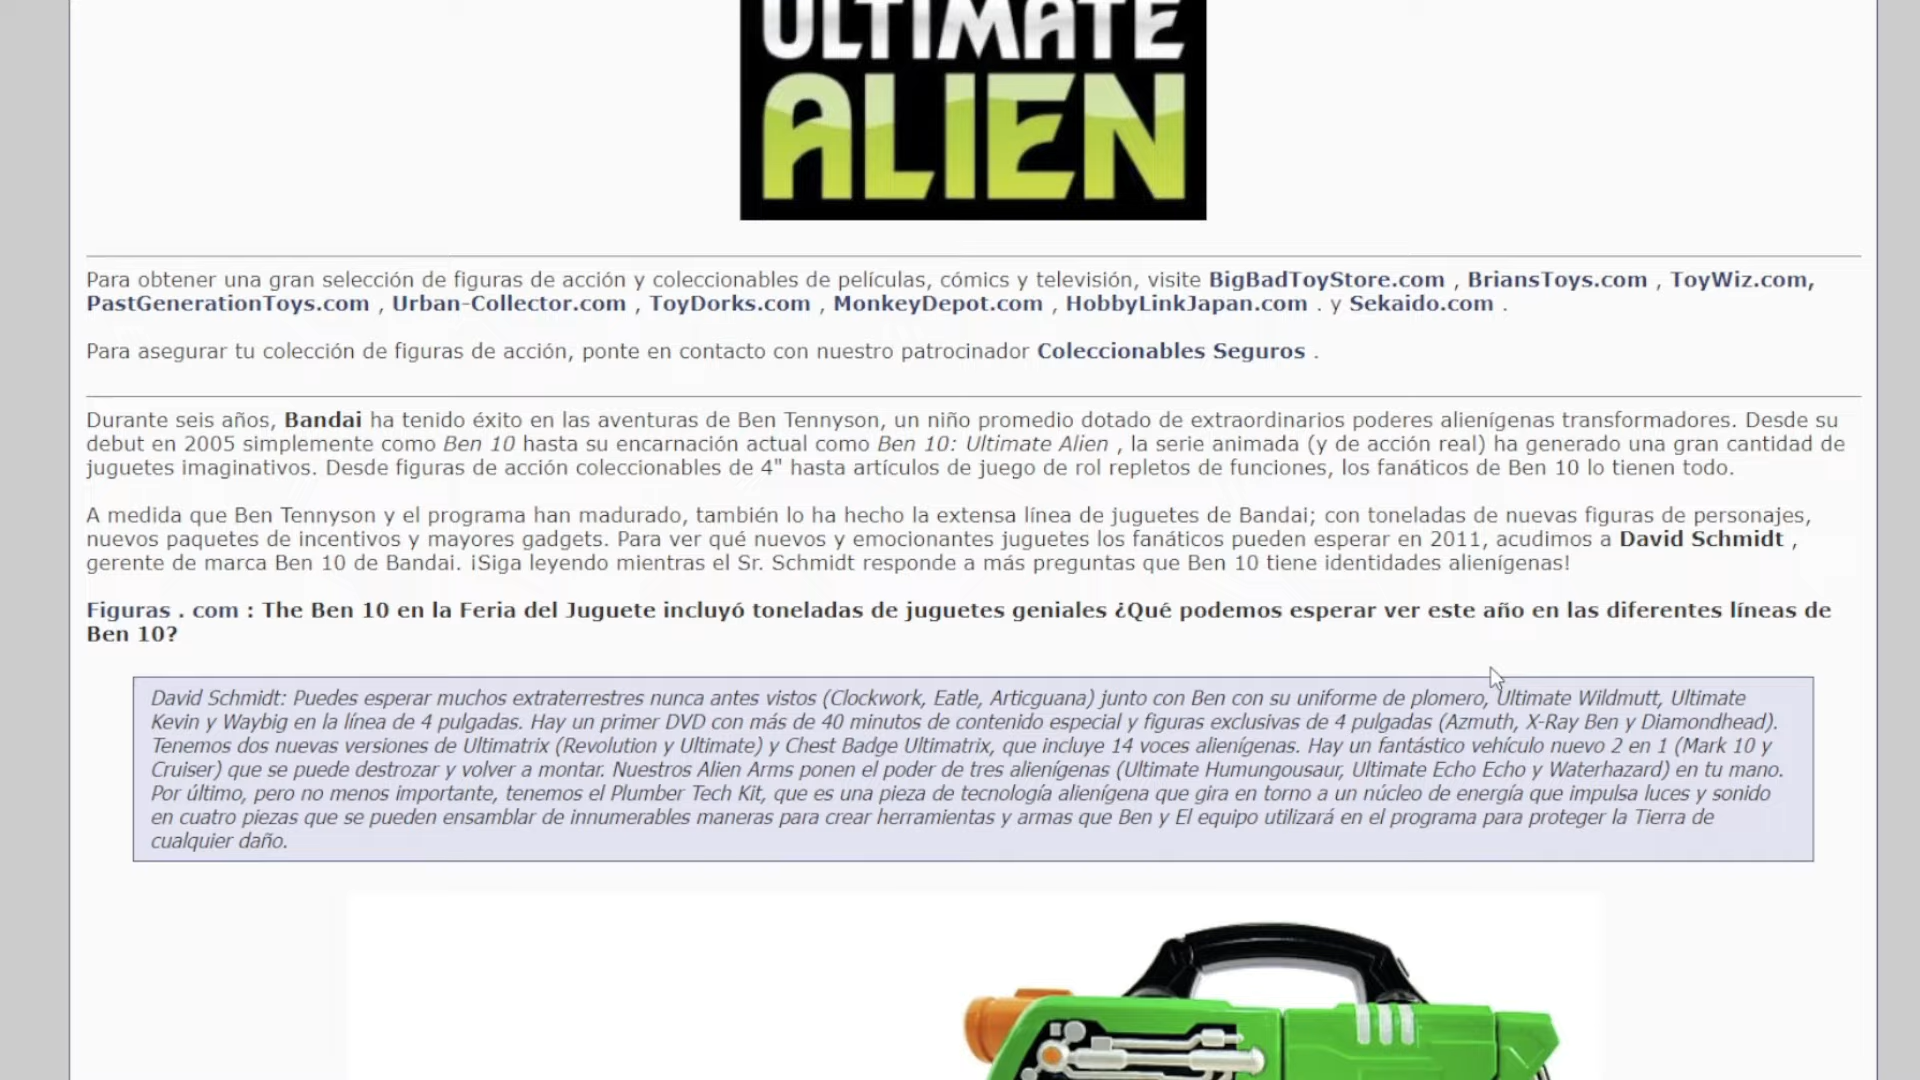 ULTIMATE
ALIEN
Para obtener una gran selección de figuras de acción y coleccionables de películas, cómics y televisión, visite BigBadToyStore.com , BriansToys.com , ToyWiz.com,
PastGenerationToys.com , Urban-Collector.com , ToyDorks.com , MonkeyDepot.com , HobbyLinkJapan.com . y Sekaido.com .
Para asegurar tu colección de figuras de acción, ponte en contacto con nuestro patrocinador Coleccionables Seguros .
Durante seis años, Bandai ha tenido éxito en las aventuras de Ben Tennyson, un niño promedio dotado de extraordinarios poderes alienígenas transformadores. Desde su
debut en 2005 simplemente como Ben 10 hasta su encarnación actual como Ben 10: Ultimate Alien , la serie animada (y de acción real) ha generado una gran cantidad de
juguetes imaginativos. Desde figuras de acción coleccionables de 4" hasta artículos de juego de rol repletos de funciones, los fanáticos de Ben 10 lo tienen todo.
A medida que Ben Tennyson y el programa han madurado, también lo ha hecho la extensa línea de juguetes de Bandai; con toneladas de nuevas figuras de personajes,
nuevos paquetes de incentivos y mayores gadgets. Para ver qué nuevos y emocionantes juguetes los fanáticos pueden esperar en 2011, acudimos a David Schmidt ,
gerente de marca Ben 10 de Bandai. ¡Siga leyendo mientras el Sr. Schmidt responde a más preguntas que Ben 10 tiene identidades alienígenas!
Figuras . com : The Ben 10 en la Feria del Juguete incluyó toneladas de juguetes geniales ¿Qué podemos esperar ver este año en las diferentes líneas de
Ben 10?
David Schmidt: Puedes esperar muchos extraterrestres nunca antes vistos (Clockwork, Eatle, Articguana) junto con Ben con su uniforme de plomero, Ultimate Wildmutt, Ultimate
Kevin y Waybig en la línea de 4 pulgadas. Hay un primer DVD con más de 40 minutos de contenido especial y figuras exclusivas de 4 pulgadas (Azmuth, X-Ray Ben y Diamondhead).
Tenemos dos nuevas versiones de Ultimatrix (Revolution y Ultimate) y Chest Badge Ultimatrix, que incluye 14 voces alienígenas. Hay un fantástico vehículo nuevo 2 en 1 (Mark 10 y
Cruiser) que se puede destrozar y volver a montar. Nuestros Alien Arms ponen el poder de tres alienígenas (Ultimate Humungousaur, Ultimate Echo Echo y Waterhazard) en tu mano.
Por último, pero no menos importante, tenemos el Plumber Tech Kit, que es una pieza de tecnología alienígena que gira en torno a un núcleo de energía que impulsa luces y sonido
en cuatro piezas que se pueden ensamblar de innumerables maneras para crear herramientas y armas que Ben y El equipo utilizará en el programa para proteger la Tierra de
cualquier daño.